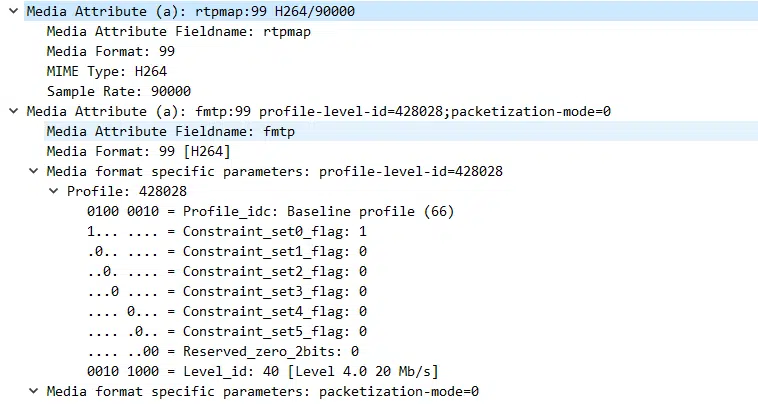 Media Attribute (a): rtpmap:99 H264/90000
Media Attribute Fieldname: rtpmap
Media Format: 99
MIME Type: H264
Sample Rate: 90000
Media Attribute (a): fmtp:99 profile-level-id=428028;packetization-mode=0
Media Attribute Fieldname: fmtp
Media Format: 99 [H264]
Media format specific parameters: profile-level-id=428028
Profile: 428028
0100 0010 = Profile_idc: Baseline profile (66)
1... .... = Constraint_set0_flag: 1
.0.. .... = Constraint_set1_flag: 0
..0. .... = Constraint_set2_flag: 0
...0 .... = Constraint_set3_flag: 0
.... 0... = Constraint_set4_flag: 0
.... .0.. = Constraint_set5_flag: 0
.... ..00 = Reserved_zero_2bits: 0
0010 1000 = Level_id: 40 [Level 4.0 20 Mb/s]
Media format specific parameters: packetization-mode=0